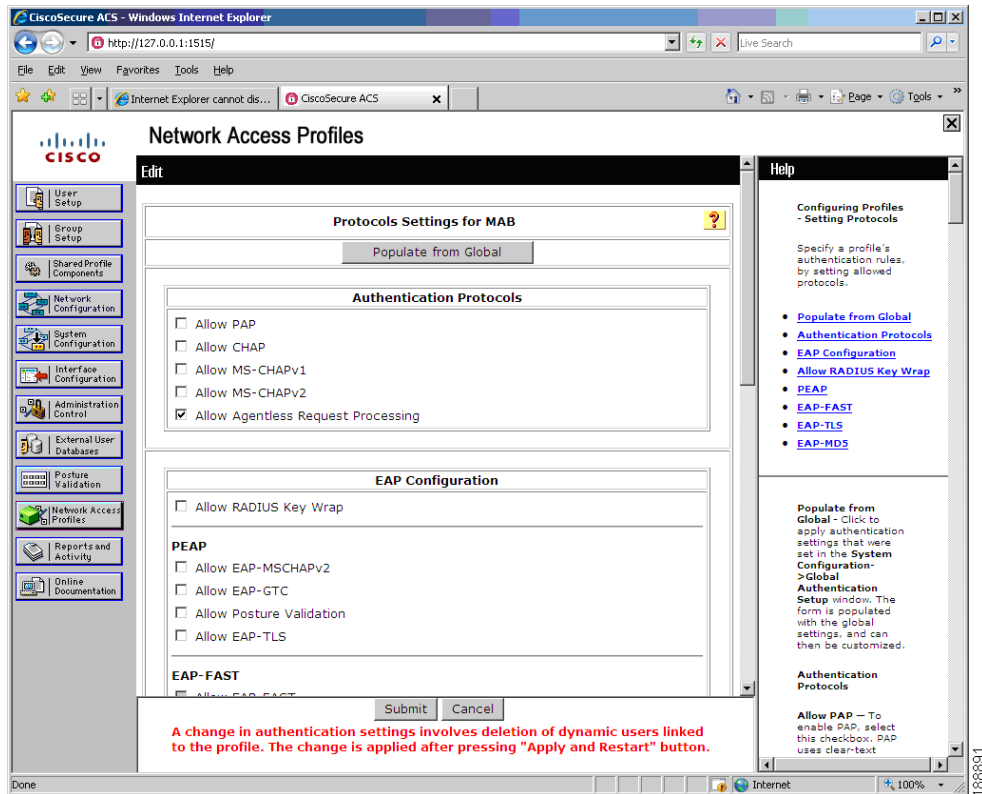 CiscoSecure ACS - Windows Internet Explorer
http://127.0.0.1:1515/
Live Search
File Edit View Favorites Tools Help
Internet Explorer cannot dis...
CiscoSecure ACS
Page
Tools
CISCO
Network Access Profiles
User Setup
Group Setup
Shared Profile Components
Network Configuration
System Configuration
Interface Configuration
Administration Control
External User Databases
Posture Validation
Network Access Profiles
Reports and Activity
Online Documentation
Edit
Protocols Settings for MAB
?
Populate from Global
Authentication Protocols
Allow PAP
Allow CHAP
Allow MS-CHAPv1
Allow MS-CHAPv2
Allow Agentless Request Processing
EAP Configuration
Allow RADIUS Key Wrap
PEAP
Allow EAP-MSCHAPv2
Allow EAP-GTC
Allow Posture Validation
Allow EAP-TLS
EAP-FAST
Allow EAP-FAST
Submit
Cancel
A change in authentication settings involves deletion of dynamic users linked
to the profile. The change is applied after pressing "Apply and Restart" button.
Help
Configuring Profiles
- Setting Protocols
Specify a profile's
authentication rules,
by setting allowed
protocols.
Populate from Global
Authentication Protocols
EAP Configuration
Allow RADIUS Key Wrap
PEAP
EAP-FAST
EAP-TLS
EAP-MD5
Populate from
Global - Click to
apply authentication
settings that were
set in the System
Configuration-
>Global
Authentication
Setup window. The
form is populated
with the global
settings, and can
then be customized.
Authentication
Protocols
Allow PAP — To
enable PAP, select
this checkbox. PAP
uses clear-text
Done
Internet
100%
188891